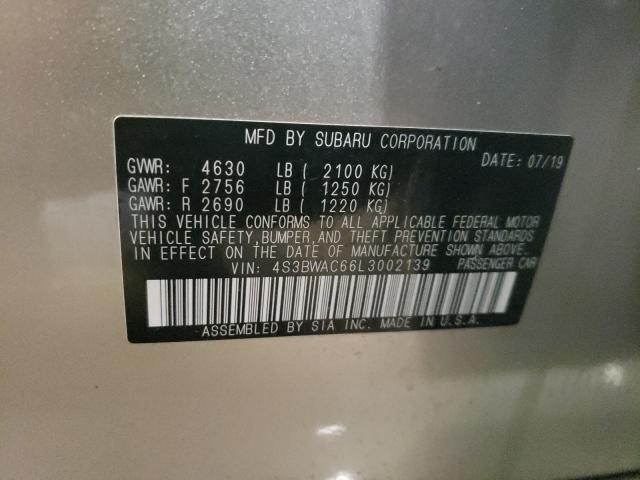 MFD BY SUBARU CORPORATION
GVWR: 4630 LB ( 2100 KG) DATE: 07/19
GAWR: F 2756 LB ( 1250 KG)
GAWR: R 2690 LB ( 1220 KG)
THIS VEHICLE CONFORMS TO ALL APPLICABLE FEDERAL MOTOR
VEHICLE SAFETY,BUMPER,AND THEFT PREVENTION STANDARDS
IN EFFECT ON THE DATE OF MANUFACTURE SHOWN ABOVE.
VIN: 4S3BWAC66L3002139 PASSENGER CAR
ASSEMBLED BY SIA INC. MADE IN U.S.A.